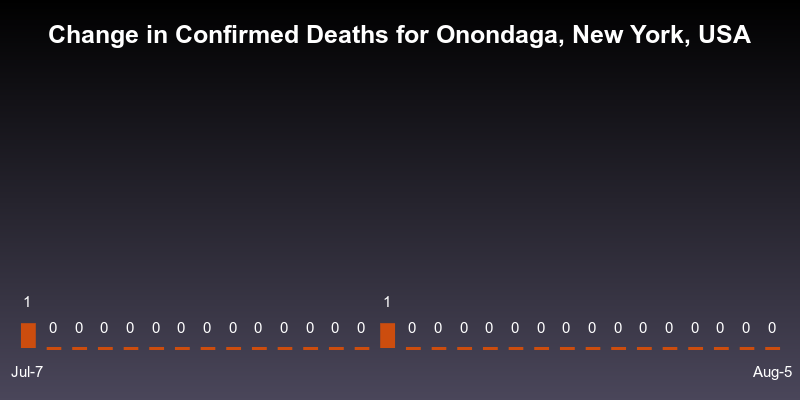 Change in Confirmed Deaths for Onondaga, New York, USA
1 0 0 0 0 0 0 0 0 0 0 0 0 0 1 0 0 0 0 0 0 0 0 0 0 0 0 0 0 0
Jul-7 Aug-5